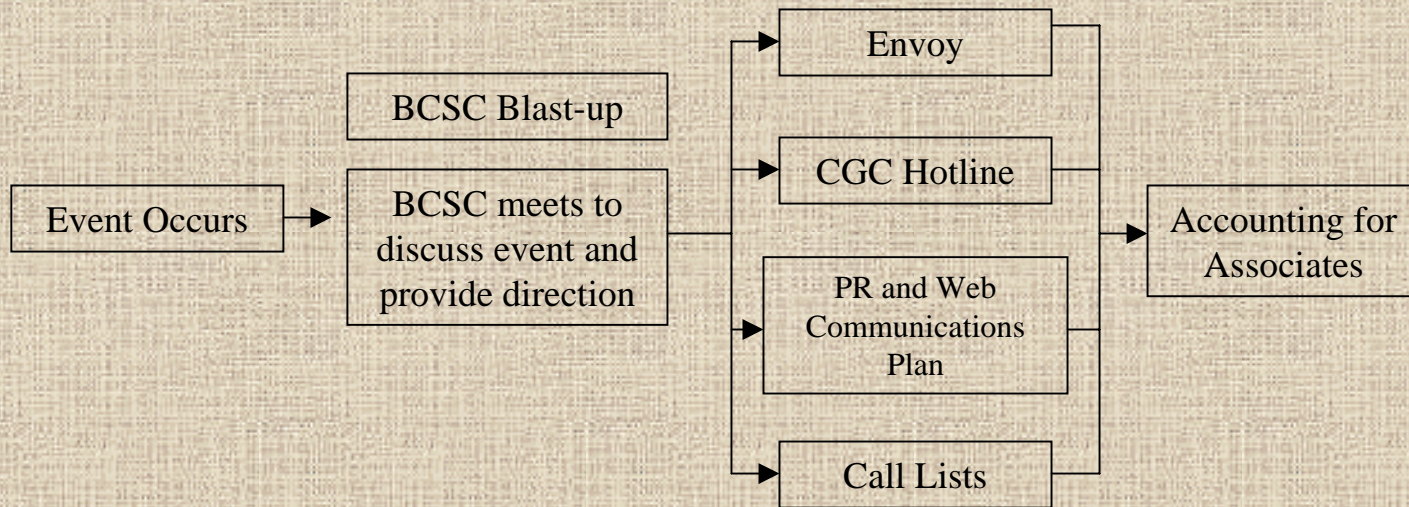 Event Occurs
BCSC Blast-up
BCSC meets to
discuss event and
provide direction
Envoy
CGC Hotline
PR and Web
Communications
Plan
Call Lists
Accounting for
Associates